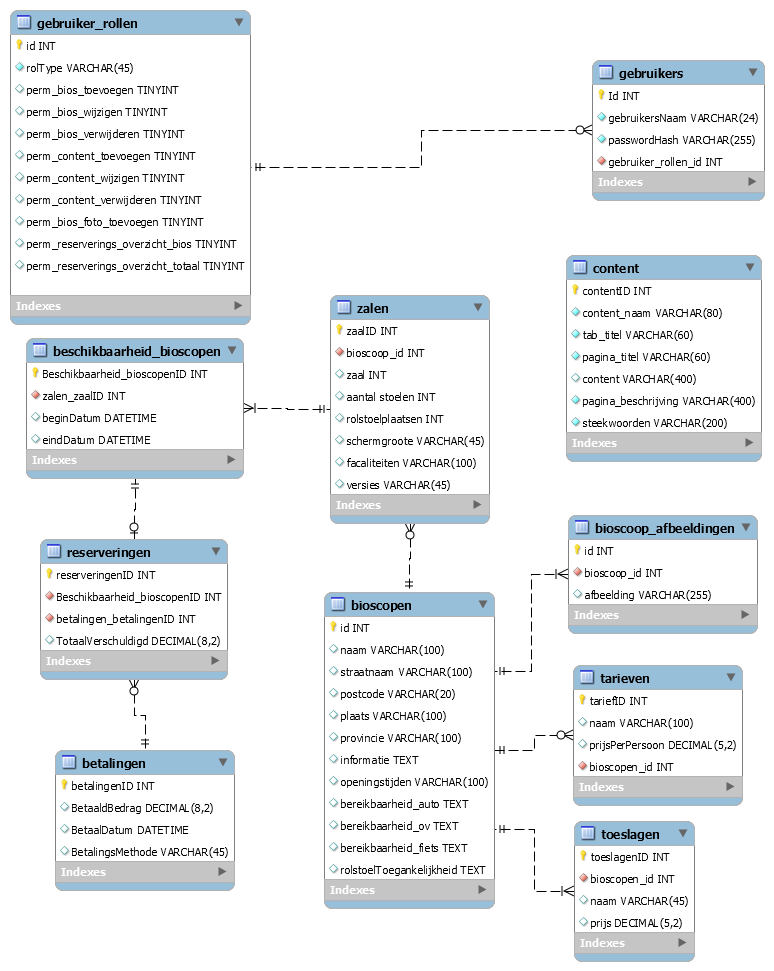 gebruiker_rollen
id INT
rolType VARCHAR(45)
perm_bios_toevoegen TINYINT
perm_bios_wijzigen TINYINT
perm_bios_verwijderen TINYINT
perm_content_toevoegen TINYINT
perm_content_wijzigen TINYINT
perm_content_verwijderen TINYINT
perm_bios_foto_toevoegen TINYINT
perm_reserverings_overzicht_bios TINYINT
perm_reserverings_overzicht_totaal TINYINT
Indexes
gebruikers
Id INT
gebruikersNaam VARCHAR(24)
passwordHash VARCHAR(255)
gebruiker_rollen_id INT
Indexes
content
contentID INT
content_naam VARCHAR(80)
tab_titel VARCHAR(60)
pagina_titel VARCHAR(60)
content VARCHAR(400)
pagina_beschrijving VARCHAR(400)
steekwoorden VARCHAR(200)
Indexes
zalen
zaalID INT
bioscoop_id INT
zaal INT
aantal stoelen INT
rolstoelplaatsen INT
schermgroote VARCHAR(45)
facaliteiten VARCHAR(100)
versies VARCHAR(45)
Indexes
beschikbaarheid_bioscopen
Beschikbaarheid_bioscopenID INT
zalen_zaalID INT
beginDatum DATETIME
eindDatum DATETIME
Indexes
reserveringen
reserveringenID INT
Beschikbaarheid_bioscopenID INT
betalingen_betalingenID INT
TotaalVerschuldigd DECIMAL(8,2)
Indexes
betalingen
betalingenID INT
BetaaldBedrag DECIMAL(8,2)
BetaalDatum DATETIME
BetalingsMethode VARCHAR(45)
Indexes
bioscopen
id INT
naam VARCHAR(100)
straatnaam VARCHAR(100)
postcode VARCHAR(20)
plaats VARCHAR(100)
provincie VARCHAR(100)
informatie TEXT
openingstijden VARCHAR(100)
bereikbaarheid_auto TEXT
bereikbaarheid_ov TEXT
bereikbaarheid_fiets TEXT
rolstoelToegankelijkheid TEXT
Indexes
bioscoop_afbeeldingen
id INT
bioscoop_id INT
afbeelding VARCHAR(255)
Indexes
tarieven
tariefID INT
naam VARCHAR(100)
prijsPerPersoon DECIMAL(5,2)
bioscopen_id INT
Indexes
toeslagen
toeslagenID INT
bioscopen_id INT
naam VARCHAR(45)
prijs DECIMAL(5,2)
Indexes